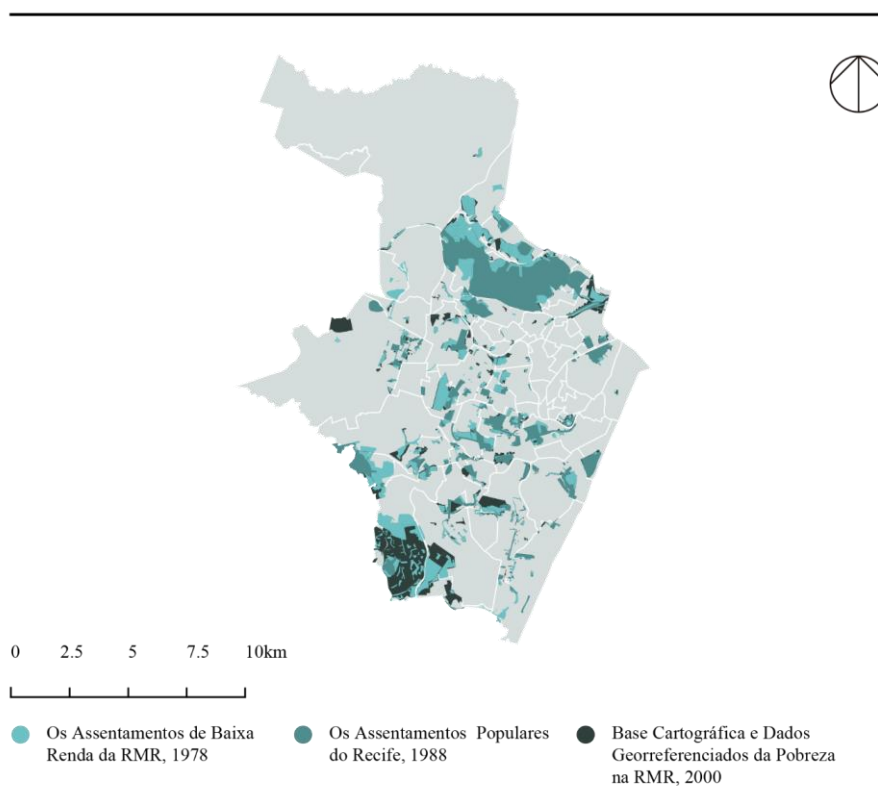 0 2.5 5 7.5 10km
Os Assentamentos de Baixa
Renda da RMR, 1978
Os Assentamentos Populares
do Recife, 1988
Base Cartográfica e Dados
Georreferenciados da Pobreza
na RMR, 2000